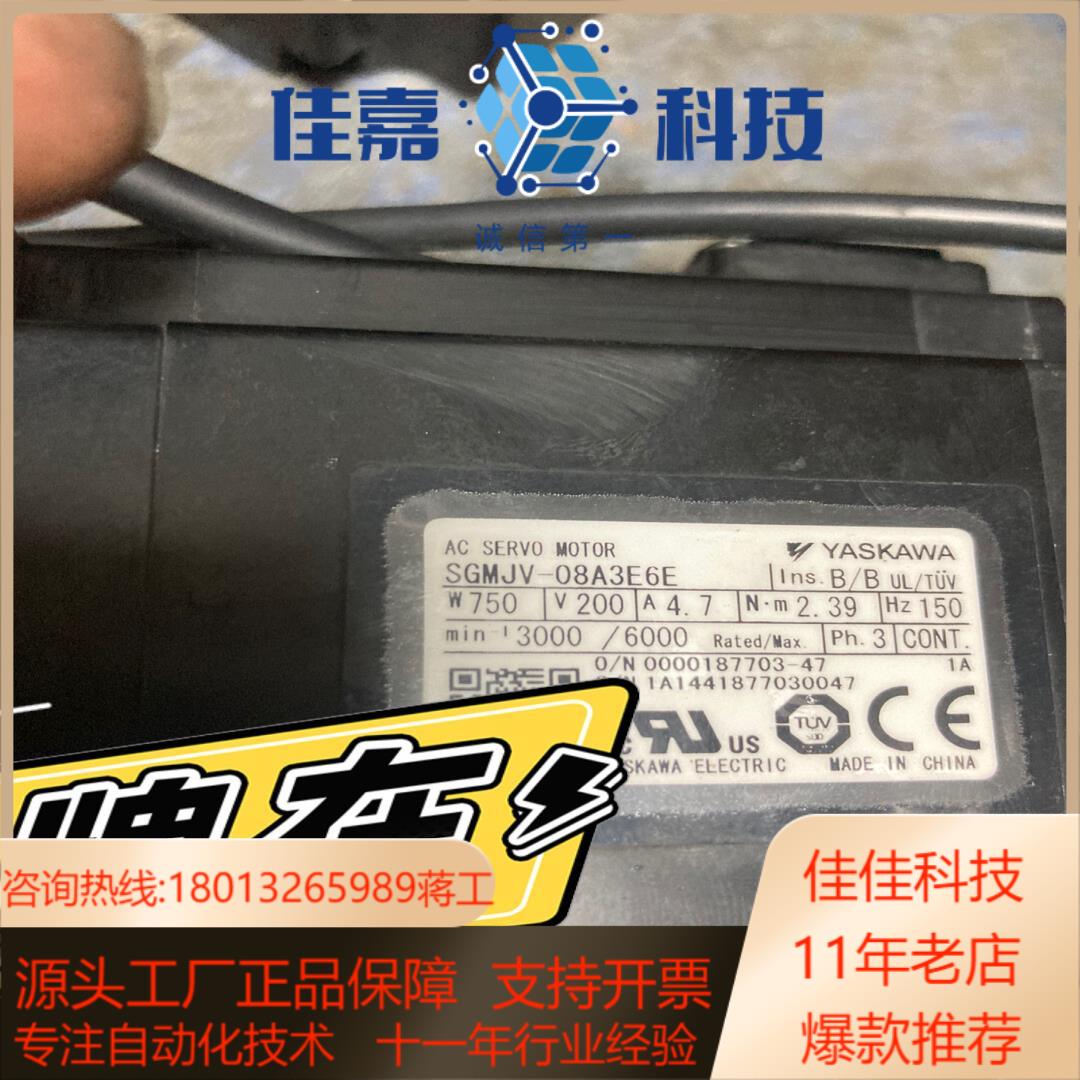 佳嘉 科技
诚信第一
AC SERVO MOTOR YASKAWA
SGMJV-08A3E6E Ins. B/B UL/TÜV
W 750 V 200 A 4.7 N·m 2.39 Hz 150
min⁻¹ 3000 /6000 Rated/Max. Ph. 3 CONT.
O/N 0000187703-47 1A
S/N 1A1441877030047
US TÜV CE
ELECTRIC MADE IN CHINA
牌在
咨询热线:18013265989蒋工
佳佳科技
11年老店
爆款推荐
源头工厂正品保障 支持开票
专注自动化技术 十一年行业经验